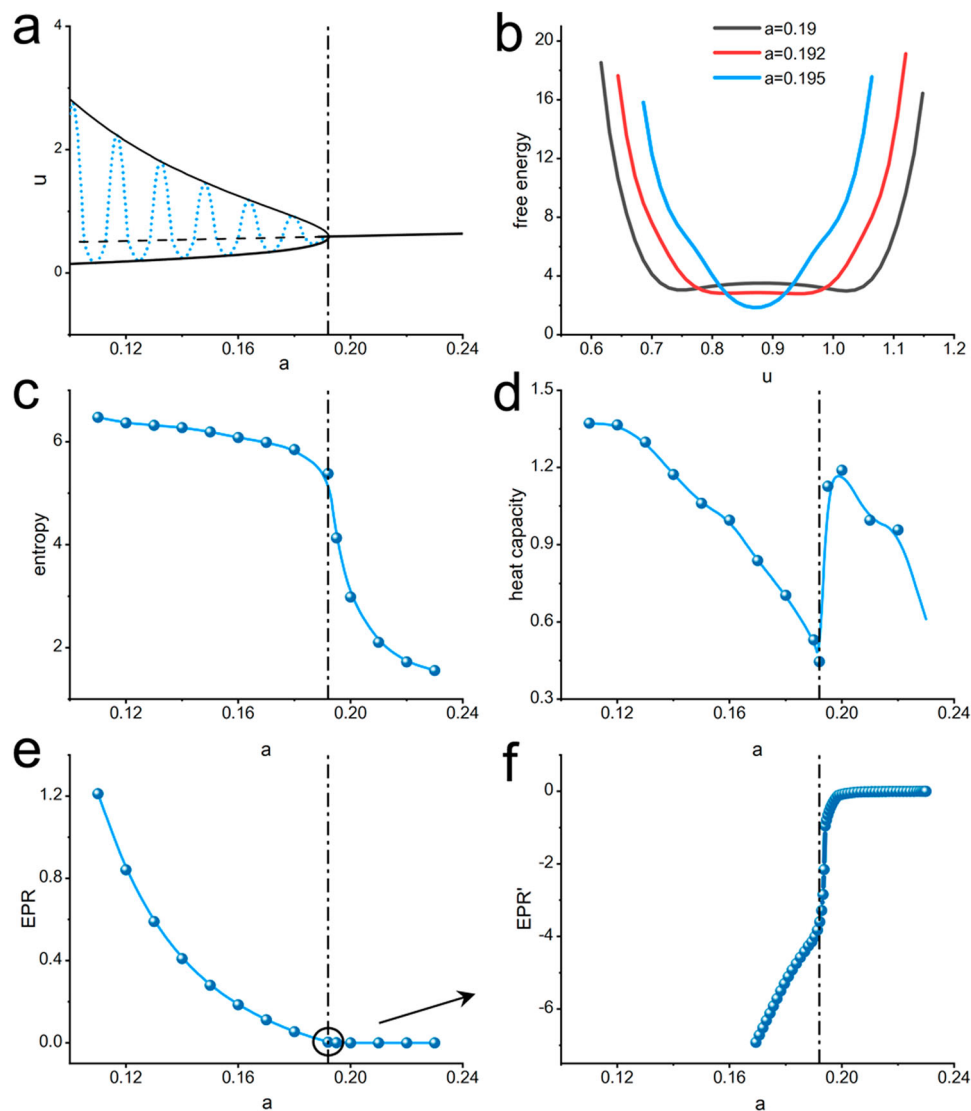 a
4
2
0
u
0.12
0.16
0.20
0.24
a
b
a=0.19
a=0.192
a=0.195
20
16
12
8
4
0
free energy
0.6
0.7
0.8
0.9
1.0
1.1
1.2
u
c
6
4
2
entropy
0.12
0.16
0.20
0.24
a
d
1.5
1.2
0.9
0.6
0.3
heat capacity
0.12
0.16
0.20
0.24
a
e
1.2
0.8
0.4
0.0
EPR
0.12
0.16
0.20
0.24
a
f
0
-2
-4
-6
EPR'
0.12
0.16
0.20
0.24
a